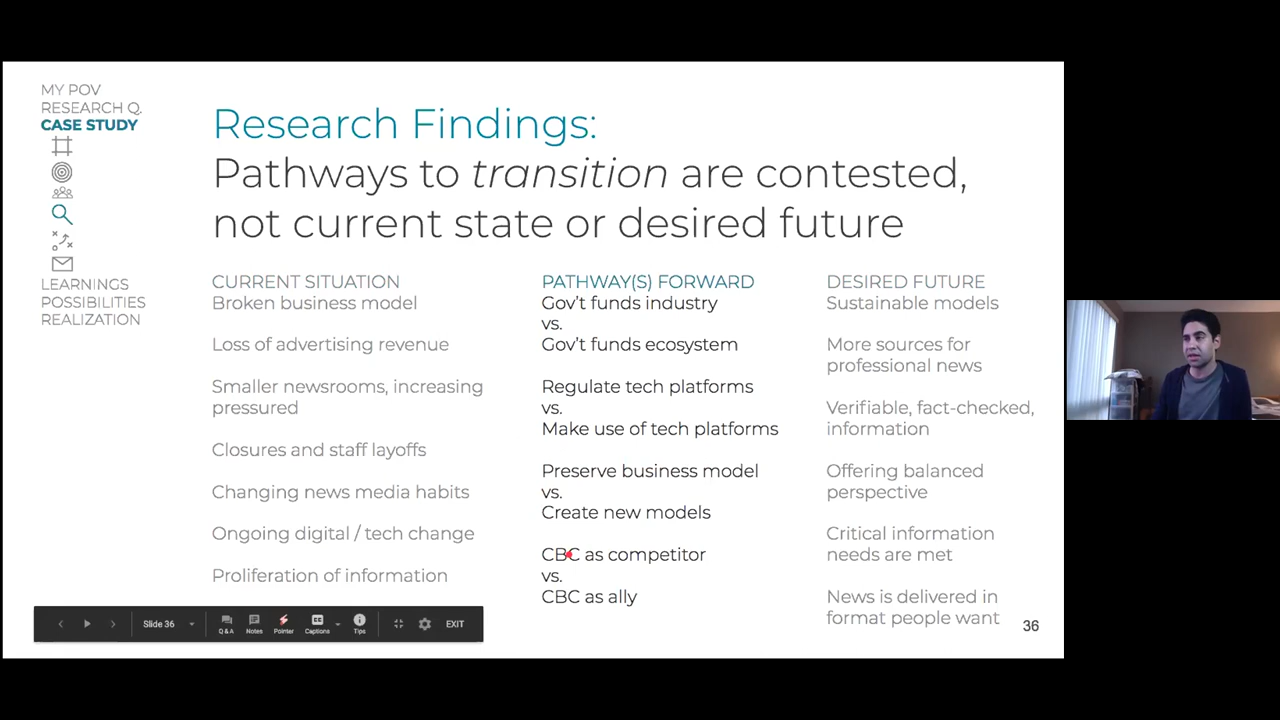 MY POV
RESEARCH Q.
CASE STUDY
LEARNINGS
POSSIBILITIES
REALIZATION
Research Findings:
Pathways to transition are contested,
not current state or desired future
CURRENT SITUATION
Broken business model
Loss of advertising revenue
Smaller newsrooms, increasing
pressured
Closures and staff layoffs
Changing news media habits
Ongoing digital / tech change
Proliferation of information
PATHWAY(S) FORWARD
Gov't funds industry
vs.
Gov't funds ecosystem
Regulate tech platforms
vs.
Make use of tech platforms
Preserve business model
vs.
Create new models
CBC as competitor
vs.
CBC as ally
DESIRED FUTURE
Sustainable models
More sources for
professional news
Verifiable, fact-checked,
information
Offering balanced
perspective
Critical information
needs are met
News is delivered in
format people want
36
Slide 36
Q & A
Notes
Pointer
CC
Captions
Tips
EXIT